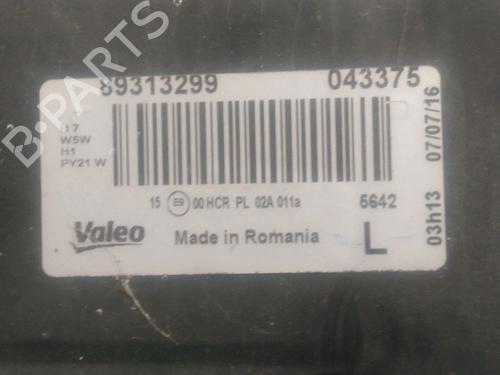 89313299 043375
H7
W5W
H1
PY21 W
15 E9 00 HCR PL 02A 011a 5642
Valeo Made in Romania L
03h13 07/07/16
B-PARTS